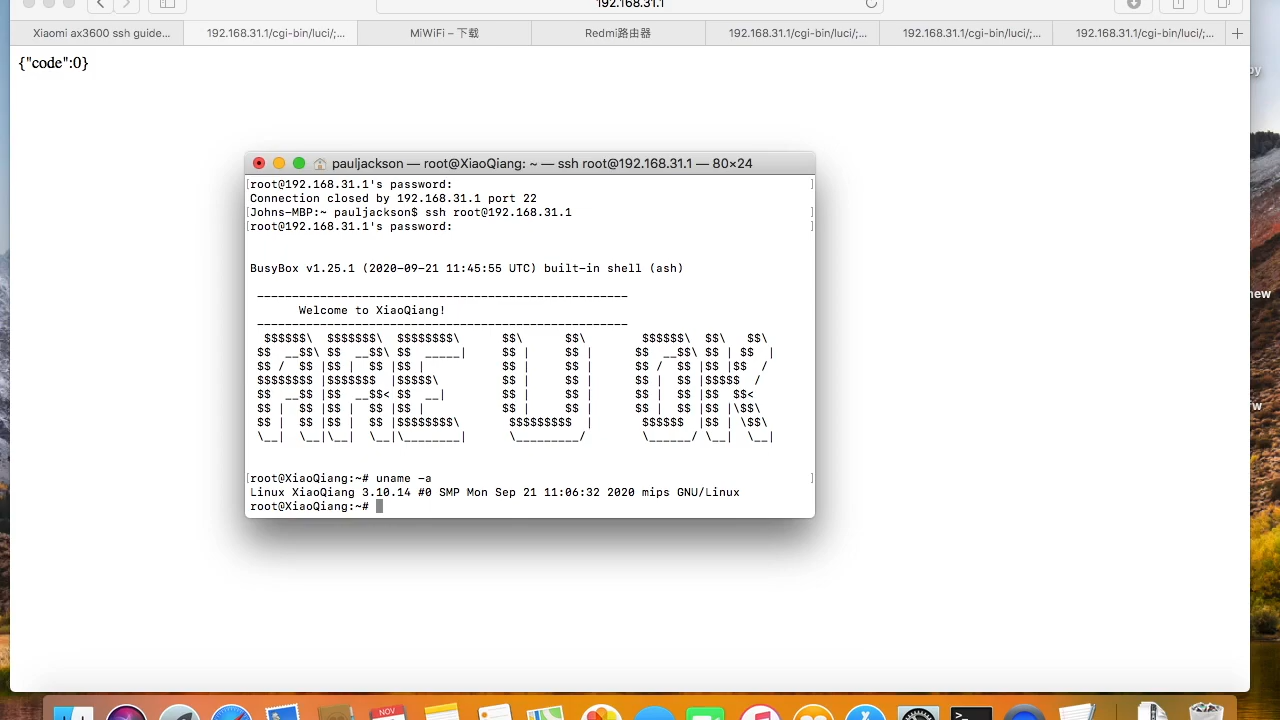 192.168.31.1
Xiaomi ax3600 ssh guide... 192.168.31.1/cgi-bin/luci/;... MiWiFi – 下载 Redmi路由器 192.168.31.1/cgi-bin/luci/;... 192.168.31.1/cgi-bin/luci/;... 192.168.31.1/cgi-bin/luci/;...
{"code":0}
pauljackson — root@XiaoQiang: ~ — ssh root@192.168.31.1 — 80×24
[root@192.168.31.1's password:
Connection closed by 192.168.31.1 port 22
[Johns-MBP:~ pauljackson$ ssh root@192.168.31.1
[root@192.168.31.1's password:
BusyBox v1.25.1 (2020-09-21 11:45:55 UTC) built-in shell (ash)
Welcome to XiaoQiang!
ARE U OK
[root@XiaoQiang:~# uname -a
Linux XiaoQiang 3.10.14 #0 SMP Mon Sep 21 11:06:32 2020 mips GNU/Linux
root@XiaoQiang:~#
NOV